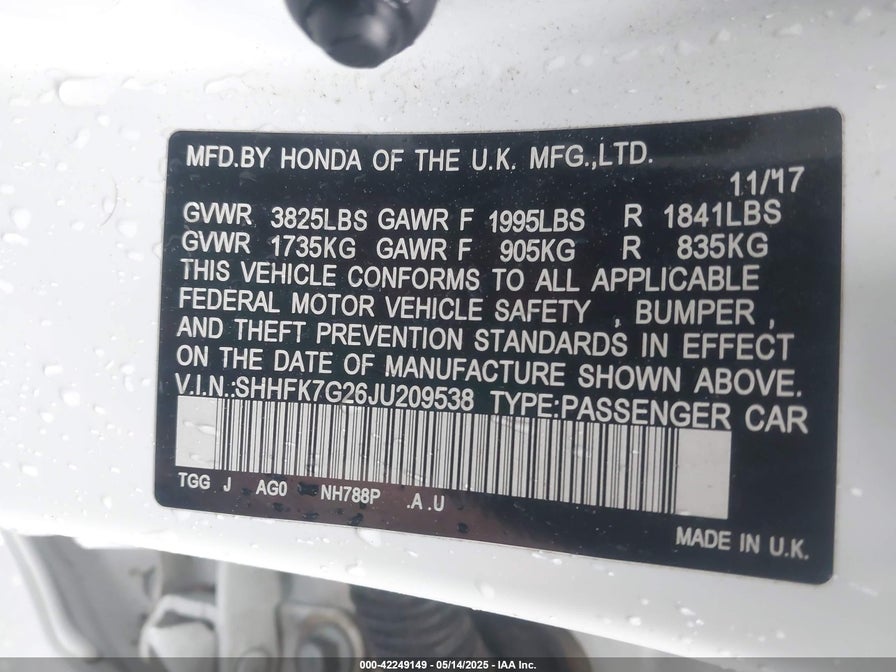 MFD.BY HONDA OF THE U.K. MFG.,LTD.
11/17
GVWR 3825LBS GAWR F 1995LBS R 1841LBS
GVWR 1735KG GAWR F 905KG R 835KG
THIS VEHICLE CONFORMS TO ALL APPLICABLE
FEDERAL MOTOR VEHICLE SAFETY , BUMPER ,
AND THEFT PREVENTION STANDARDS IN EFFECT
ON THE DATE OF MANUFACTURE SHOWN ABOVE.
V.I.N.:SHHFK7G26JU209538 TYPE:PASSENGER CAR
TGG J AG0 NH788P .A .U
MADE IN U.K.
000-42249149 - 05/14/2025 - IAA Inc.